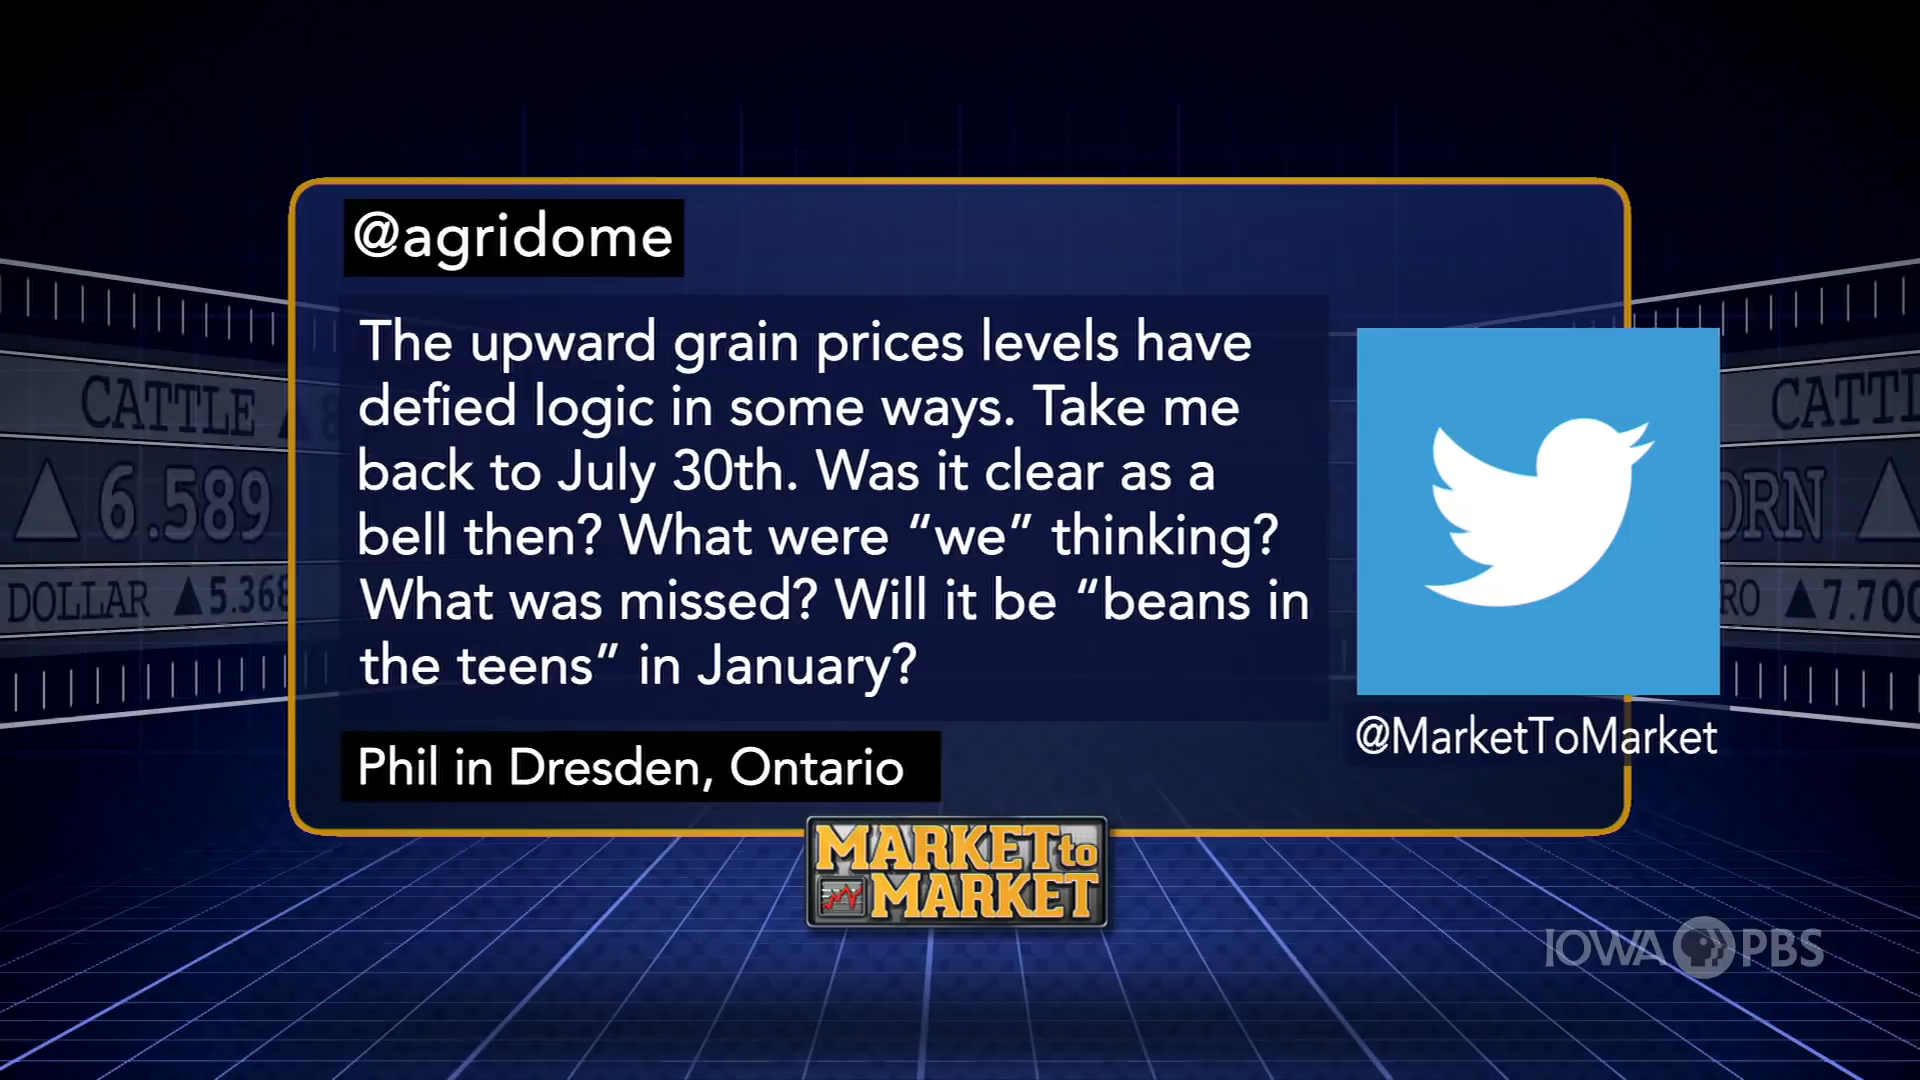 @agridome
The upward grain prices levels have
defied logic in some ways. Take me
back to July 30th. Was it clear as a
bell then? What were “we” thinking?
What was missed? Will it be “beans in
the teens” in January?
Phil in Dresden, Ontario
@MarketToMarket
MARKET to
MARKET
IOWA PBS
CATTLE ▲8
▲ 6.589
DOLLAR ▲5.368
CATTL
ORN ▲
RO ▲7.700